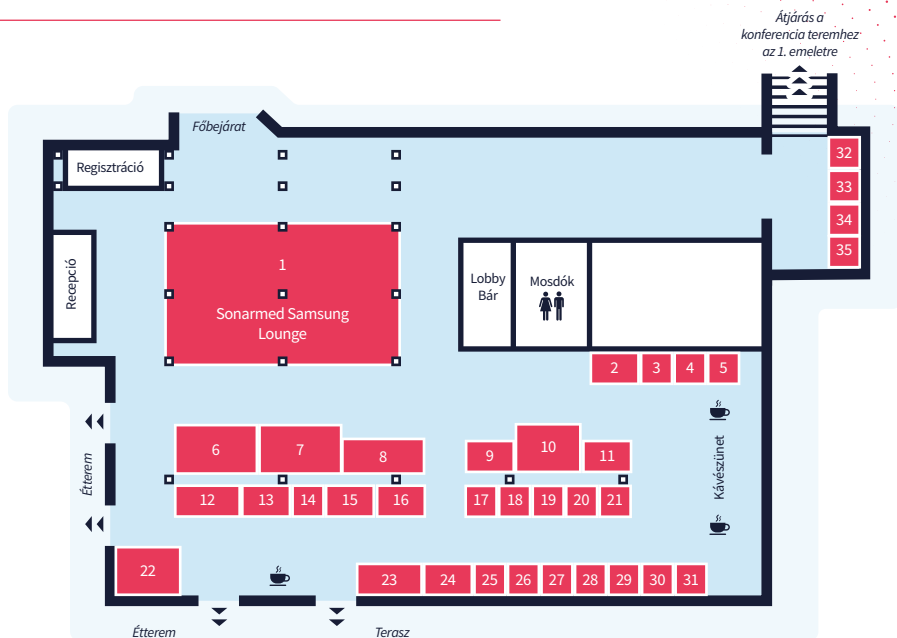 Átjárás a
konferencia teremhez
az 1. emeletre
Főbejárat
Regisztráció
32
33
34
35
Recepció
1
Sonarmed Samsung
Lounge
Lobby
Bár
Mosdók
2
3
4
5
6
7
8
9
10
11
Étterem
Kávészünet
12
13
14
15
16
17
18
19
20
21
22
23
24
25
26
27
28
29
30
31
Étterem
Terasz